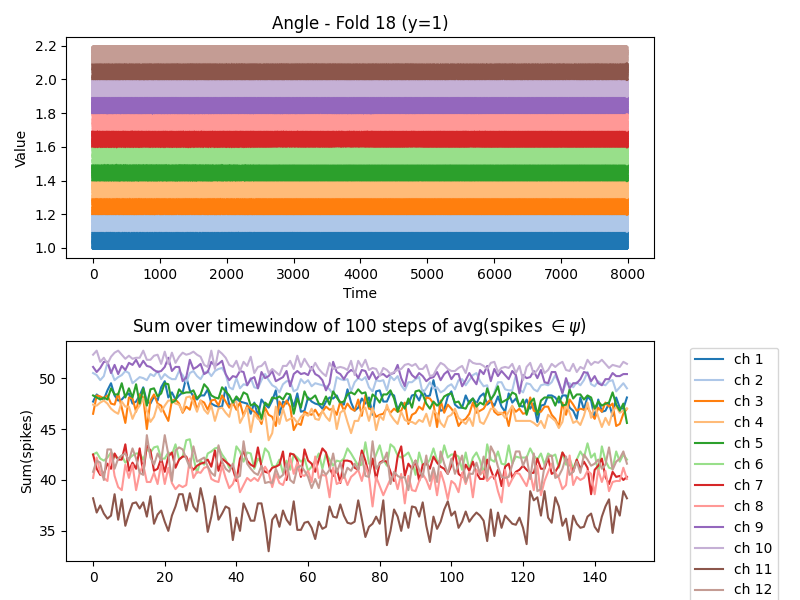 Angle - Fold 18 (y=1)
Value
2.2
2.0
1.8
1.6
1.4
1.2
1.0
0 1000 2000 3000 4000 5000 6000 7000 8000
Time
Sum over timewindow of 100 steps of avg(spikes ∈ψ)
Sum(spikes)
50
45
40
35
0 20 40 60 80 100 120 140
ch 1
ch 2
ch 3
ch 4
ch 5
ch 6
ch 7
ch 8
ch 9
ch 10
ch 11
ch 12